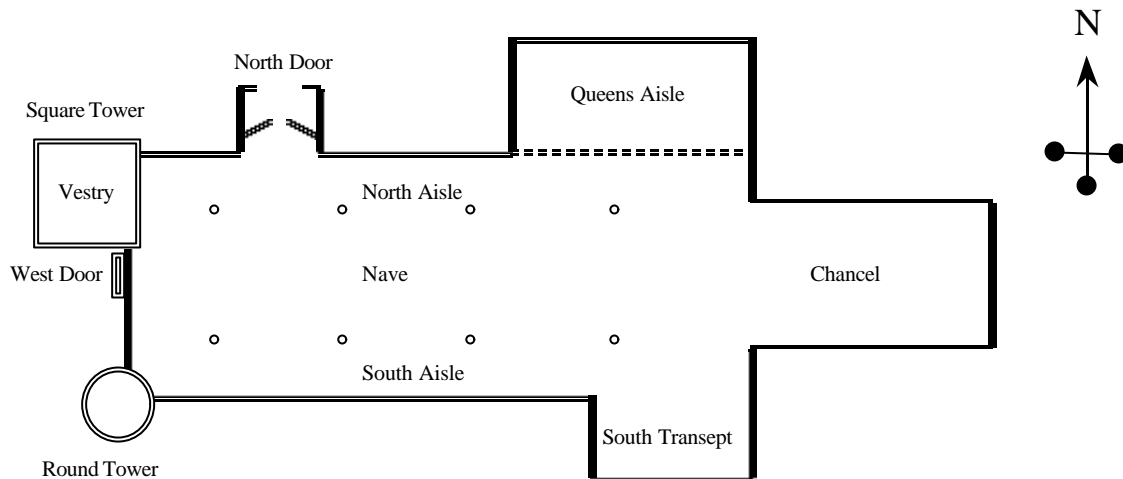 N
North Door
Queens Aisle
Square Tower
Vestry
North Aisle
West Door
Nave
Chancel
South Aisle
South Transept
Round Tower